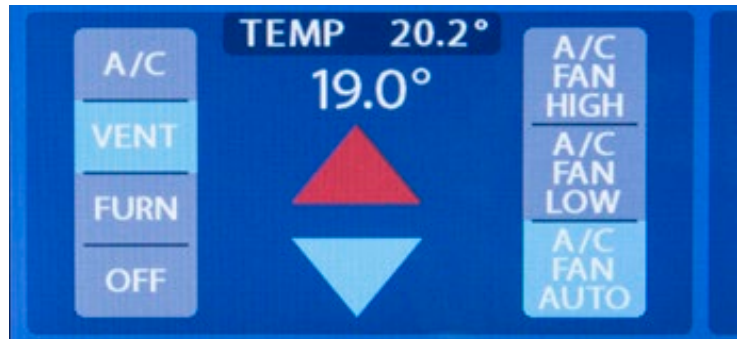 TEMP 20.2°
19.0°
A/C
VENT
FURN
OFF
A/C
FAN
HIGH
A/C
FAN
LOW
A/C
FAN
AUTO